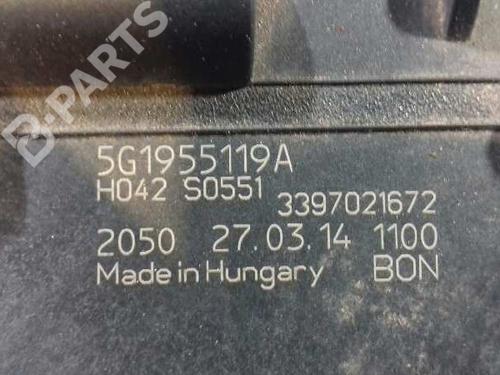 B-PARTS
5G1955119A
H042 S0551
3397021672
2050 27.03.14 1100
Made in Hungary BON